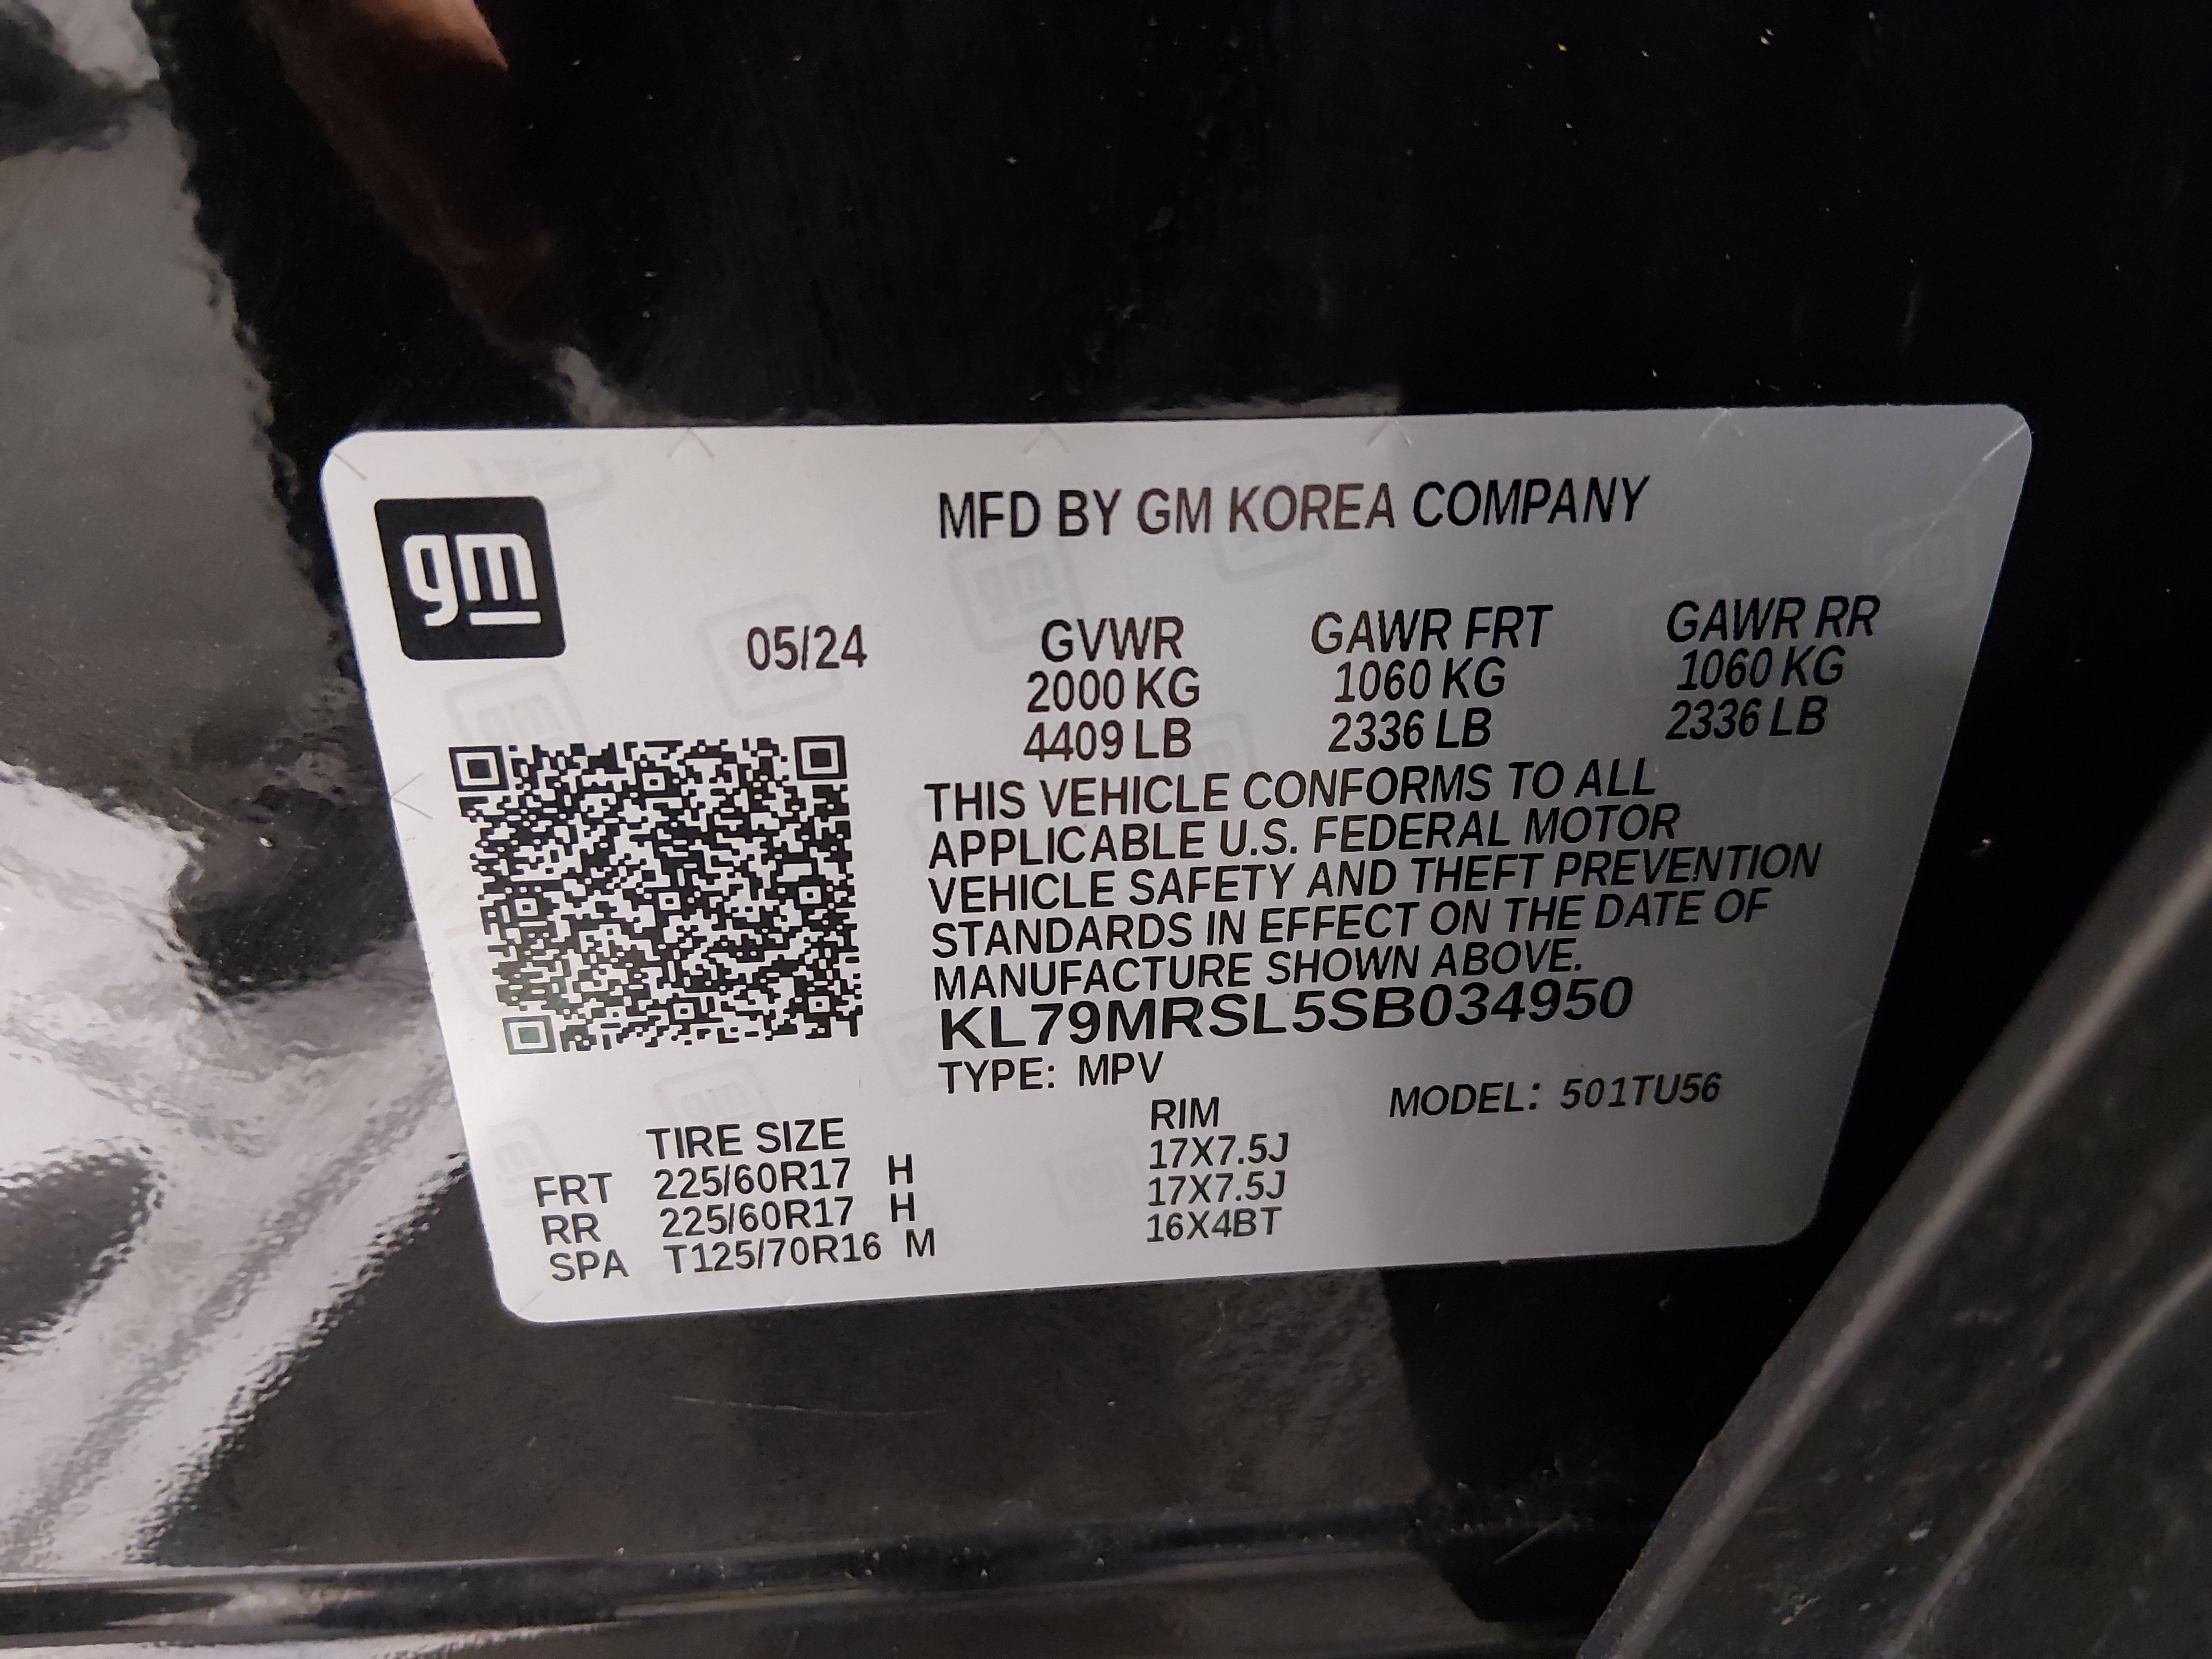 gm
MFD BY GM KOREA COMPANY
05/24 GVWR GAWR FRT GAWR RR
2000 KG 1060 KG 1060 KG
4409 LB 2336 LB 2336 LB
THIS VEHICLE CONFORMS TO ALL
APPLICABLE U.S. FEDERAL MOTOR
VEHICLE SAFETY AND THEFT PREVENTION
STANDARDS IN EFFECT ON THE DATE OF
MANUFACTURE SHOWN ABOVE.
KL79MRSL5SB034950
TYPE: MPV MODEL: 501TU56
TIRE SIZE RIM
FRT 225/60R17 H 17X7.5J
RR 225/60R17 H 17X7.5J
SPA T125/70R16 M 16X4BT